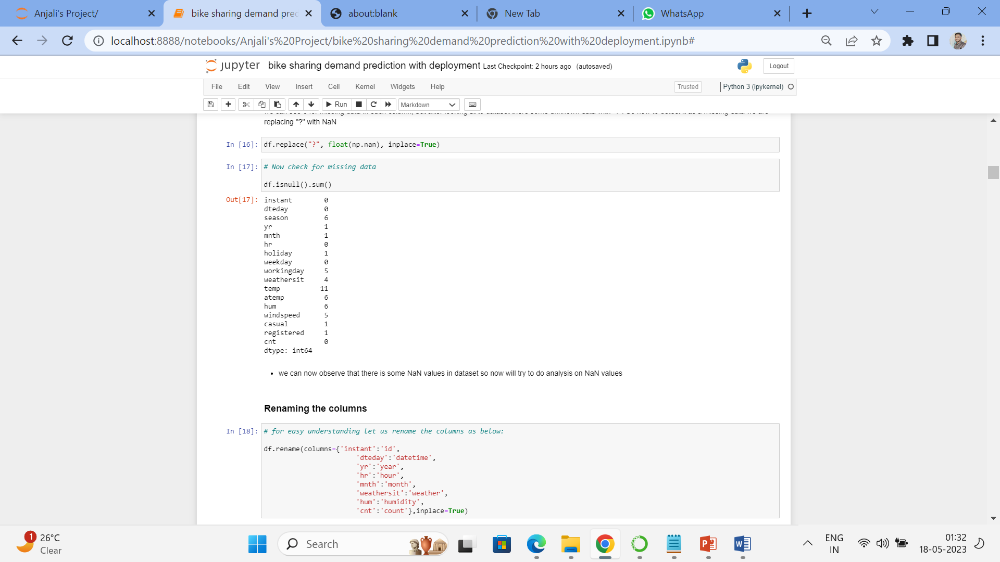 Anjali's Project/
bike sharing demand pred
about:blank
New Tab
WhatsApp
localhost:8888/notebooks/Anjali's%20Project/bike%20sharing%20demand%20prediction%20with%20deployment.ipynb#
jupyter bike sharing demand prediction with deployment Last Checkpoint: 2 hours ago (autosaved)
Logout
File Edit View Insert Cell Kernel Widgets Help
Trusted
Python 3 (ipykernel)
Run
Markdown
replacing "?" with NaN
In [16]: df.replace("?", float(np.nan), inplace=True)
In [17]: # Now check for missing data
df.isnull().sum()
Out[17]: instant 0
dteday 0
season 6
yr 1
mnth 1
hr 0
holiday 1
weekday 0
workingday 5
weathersit 4
temp 11
atemp 6
hum 6
windspeed 5
casual 1
registered 1
cnt 0
dtype: int64
• we can now observe that there is some NaN values in dataset so now will try to do analysis on NaN values
Renaming the columns
In [18]: # for easy understanding let us rename the columns as below:
df.rename(columns={'instant':'id',
'dteday':'datetime',
'yr':'year',
'hr':'hour',
'mnth':'month',
'weathersit':'weather',
'hum':'humidity',
'cnt':'count'},inplace=True)
1
26°C
Clear
Search
P
W
ENG
IN
01:32
18-05-2023